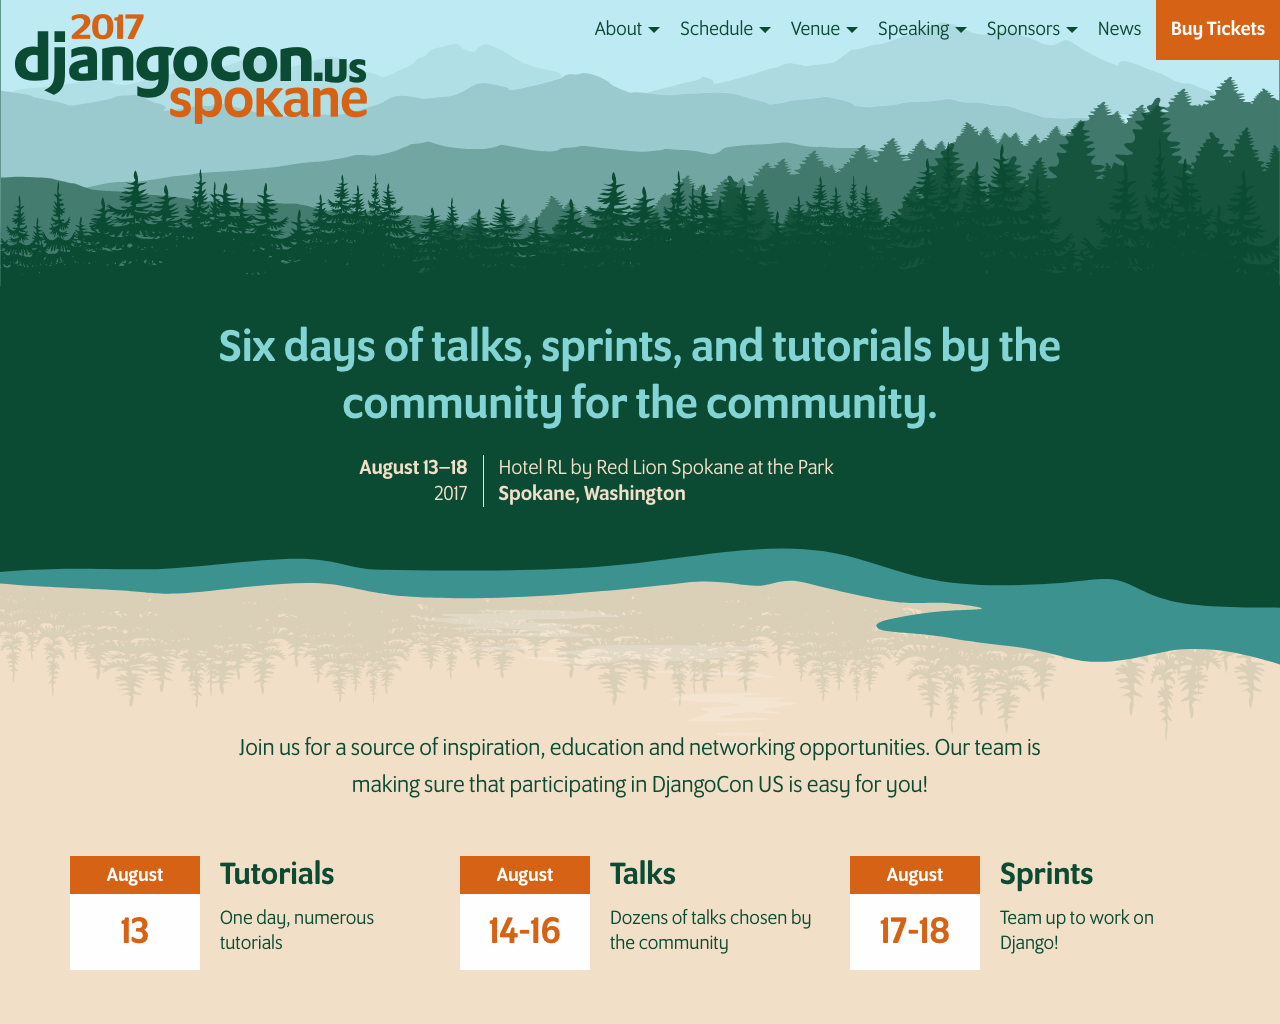 2017
djangocon.us
spokane
About
Schedule
Venue
Speaking
Sponsors
News
Buy Tickets
Six days of talks, sprints, and tutorials by the
community for the community.
August 13–18
2017
Hotel RL by Red Lion Spokane at the Park
Spokane, Washington
Join us for a source of inspiration, education and networking opportunities. Our team is
making sure that participating in DjangoCon US is easy for you!
August
13
Tutorials
One day, numerous
tutorials
August
14-16
Talks
Dozens of talks chosen by
the community
August
17-18
Sprints
Team up to work on
Django!